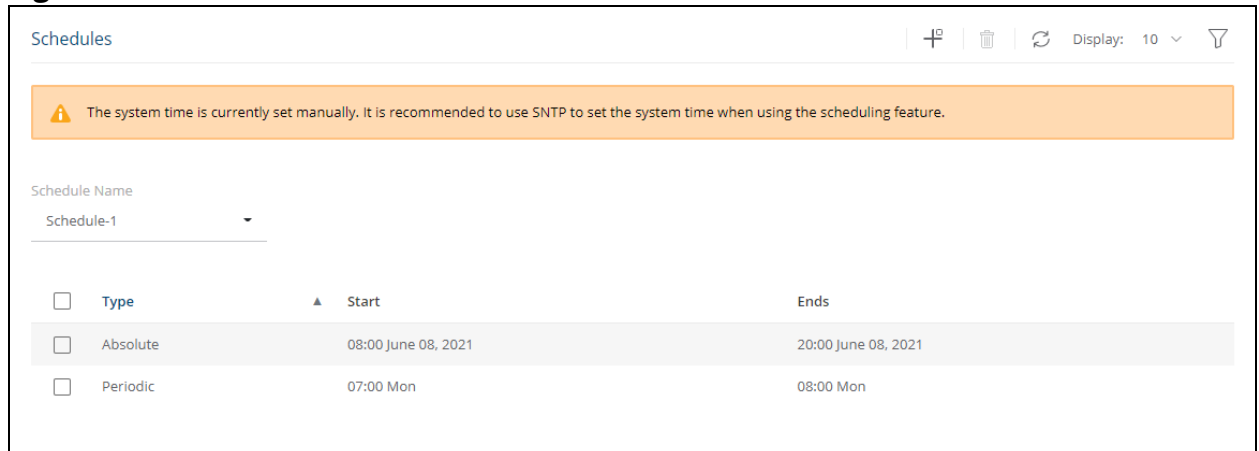 Schedules
Display: 10
The system time is currently set manually. It is recommended to use SNTP to set the system time when using the scheduling feature.
Schedule Name
Schedule-1
Type ▲ Start Ends
Absolute 08:00 June 08, 2021 20:00 June 08, 2021
Periodic 07:00 Mon 08:00 Mon